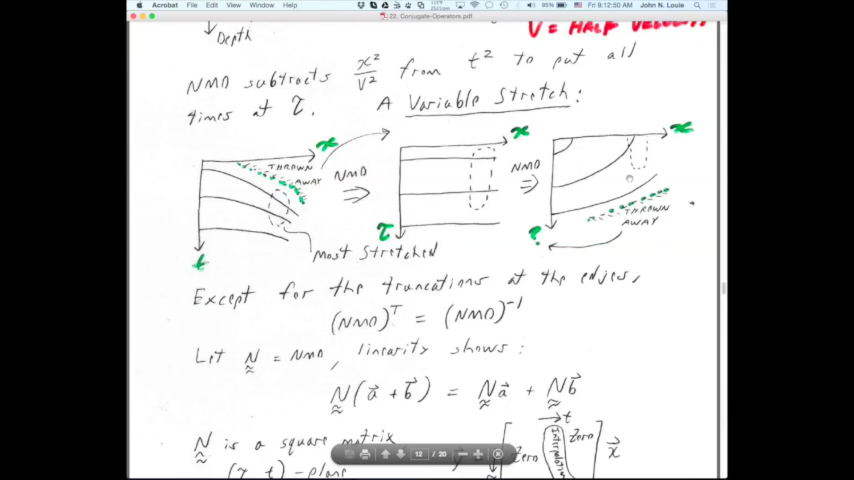 Acrobat File Edit View Window Help
95% Fri 9:12:50 AM John N. Louie
22. Conjugate-Operators.pdf
Depth
V = HALF VELOCITY
NMO subtracts x²/V² from t² to put all
times at τ. A Variable Stretch:
x
x
x
THROWN
AWAY
NMO
⇒
NMO
⇒
THROWN
AWAY
t
τ
?
Most Stretched
Except for the truncations at the edges,
(NMO)ᵀ = (NMO)⁻¹
Let N = NMO, linearity shows:
N(a⃗ + b⃗) = Na⃗ + Nb⃗
N is a square matrix
→ t
Zero
Interpolation
Zero
x⃗
(τ, t) - plane
12 / 20